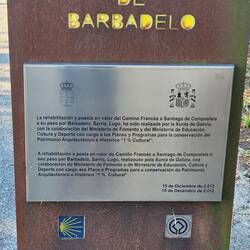 DE
BARBADELO
La rehabilitación y puesta en valor del Camino Francés a Santiago de Compostela
a su paso por Barbadelo, Sarria, Lugo, ha sido realizada por la Xunta de Galicia,
con la colaboración del Ministerio de Fomento y del Ministerio de Educación,
Cultura y Deporte con cargo a los Planes y Programas para la conservación del
Patrimonio Arquitectónico e Histórico "1 % Cultural".
A rehabilitación e posta en valor do Camiño Francés a Santiago de Compostela o
seu paso por Barbadelo, Sarria, Lugo, realizouse pola Xunta de Galicia, con
colaboración do Ministerio de Fomento e do Ministerio de Educación, Cultura e
Deporte con cargo aos Plans e Programas para a conservación do Patrimonio
Arquitectónico e Histórico "1 % Cultural".
15 de Diciembre de 2.012
15 de Decembro de 2.012